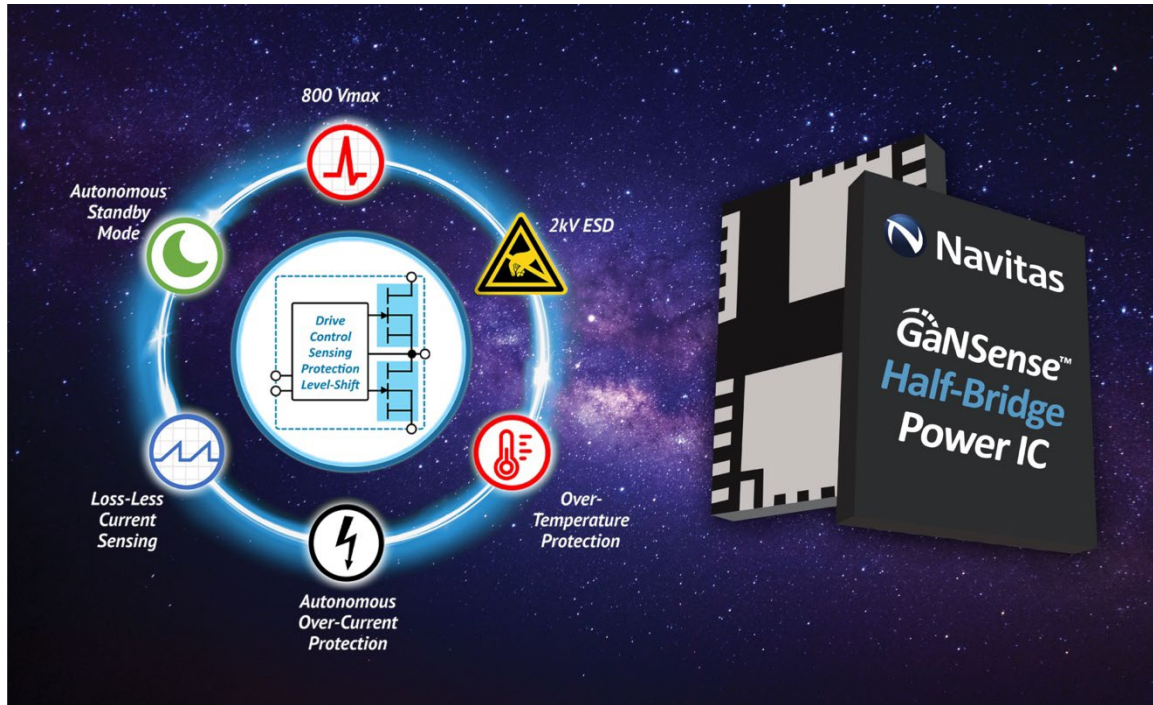 800 Vmax
Autonomous
Standby
Mode
2kV ESD
Drive
Control
Sensing
Protection
Level-Shift
Loss-Less
Current
Sensing
Over-
Temperature
Protection
Autonomous
Over-Current
Protection
Navitas
GaNSense™
Half-Bridge
Power IC